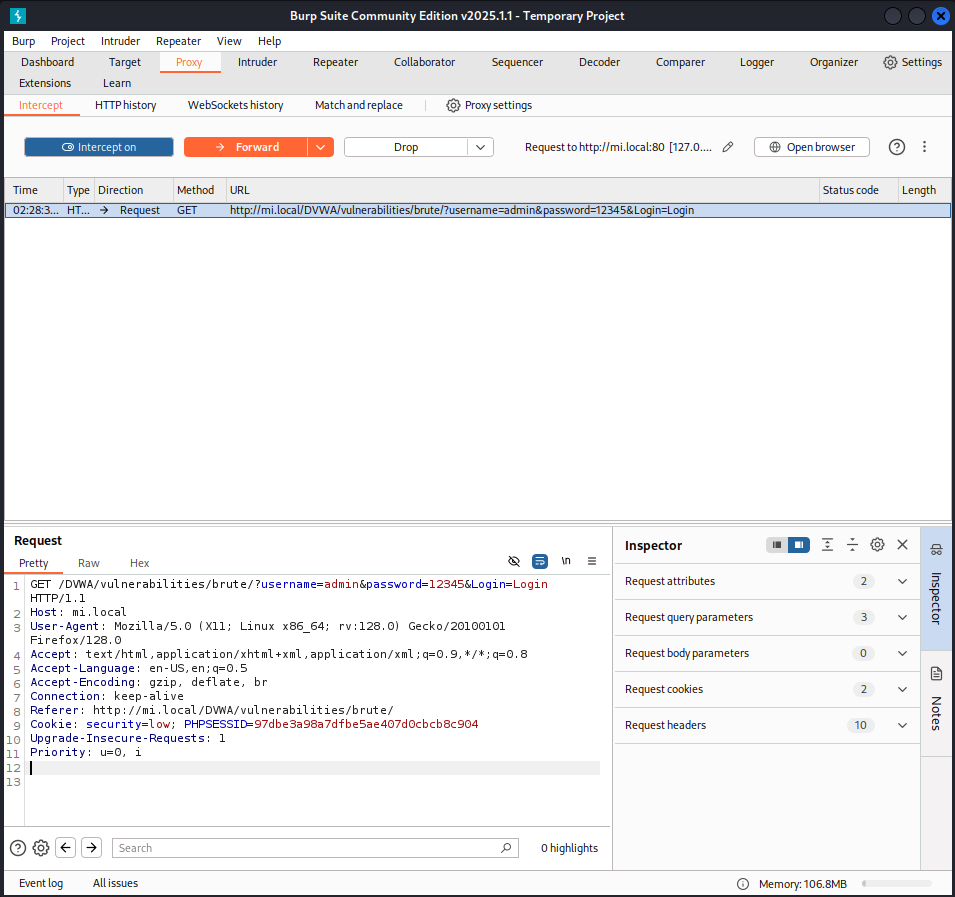 Burp Suite Community Edition v2025.1.1 - Temporary Project
Burp Project Intruder Repeater View Help
Dashboard Target Proxy Intruder Repeater Collaborator Sequencer Decoder Comparer Logger Organizer Settings
Extensions Learn
Intercept HTTP history WebSockets history Match and replace Proxy settings
Intercept on Forward Drop Request to http://mi.local:80 [127.0.... Open browser
Time Type Direction Method URL Status code Length
02:28:3... HT... Request GET http://mi.local/DVWA/vulnerabilities/brute/?username=admin&password=12345&Login=Login
Request
Pretty Raw Hex \n
1 GET /DVWA/vulnerabilities/brute/?username=admin&password=12345&Login=Login
HTTP/1.1
2 Host: mi.local
3 User-Agent: Mozilla/5.0 (X11; Linux x86_64; rv:128.0) Gecko/20100101
Firefox/128.0
4 Accept: text/html,application/xhtml+xml,application/xml;q=0.9,*/*;q=0.8
5 Accept-Language: en-US,en;q=0.5
6 Accept-Encoding: gzip, deflate, br
7 Connection: keep-alive
8 Referer: http://mi.local/DVWA/vulnerabilities/brute/
9 Cookie: security=low; PHPSESSID=97dbe3a98a7dfbe5ae407d0cbcb8c904
10 Upgrade-Insecure-Requests: 1
11 Priority: u=0, i
12
13
Search 0 highlights
Inspector
Request attributes 2
Request query parameters 3
Request body parameters 0
Request cookies 2
Request headers 10
Inspector
Notes
Event log All issues Memory: 106.8MB